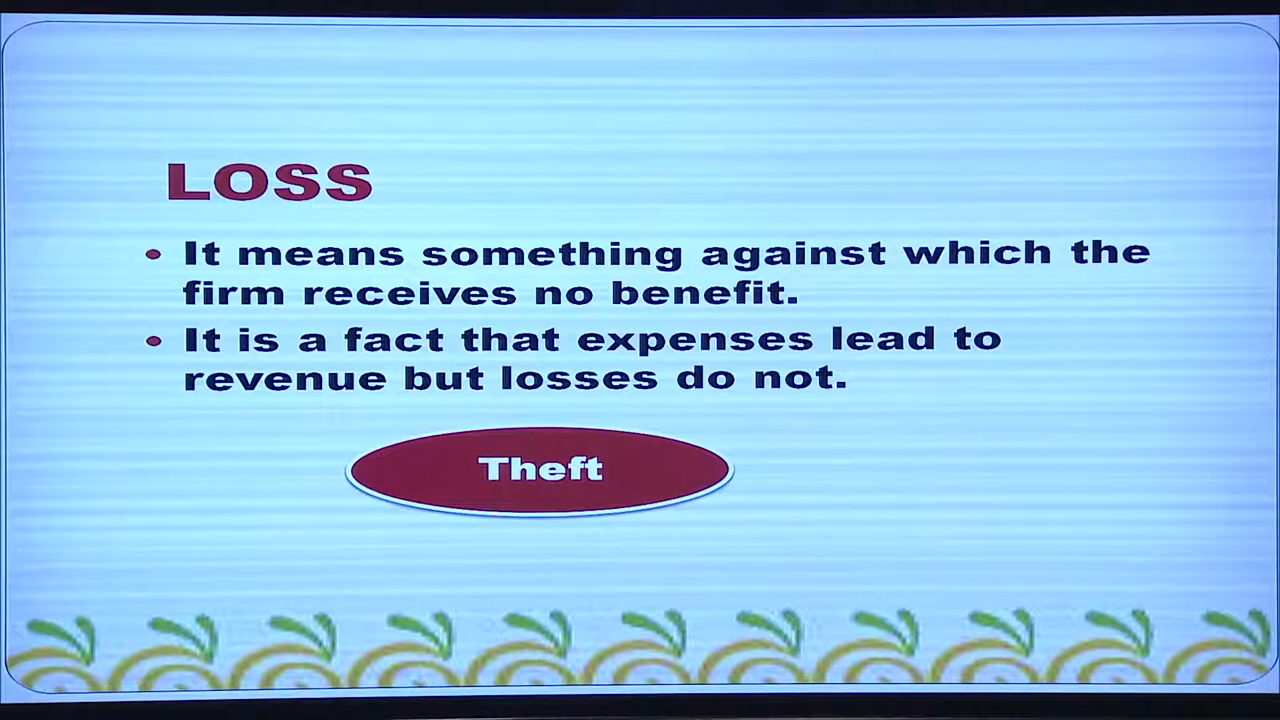 LOSS
• It means something against which the
firm receives no benefit.
• It is a fact that expenses lead to
revenue but losses do not.
Theft